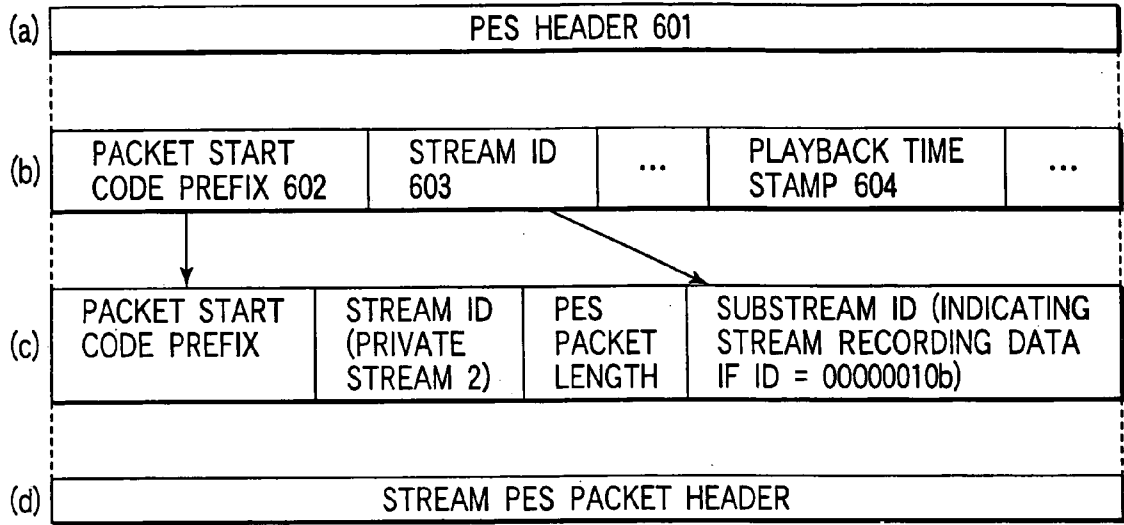 (a) PES HEADER 601
(b) PACKET START CODE PREFIX 602 STREAM ID 603 ... PLAYBACK TIME STAMP 604 ...
(c) PACKET START CODE PREFIX STREAM ID (PRIVATE STREAM 2) PES PACKET LENGTH SUBSTREAM ID (INDICATING STREAM RECORDING DATA IF ID = 00000010b)
(d) STREAM PES PACKET HEADER